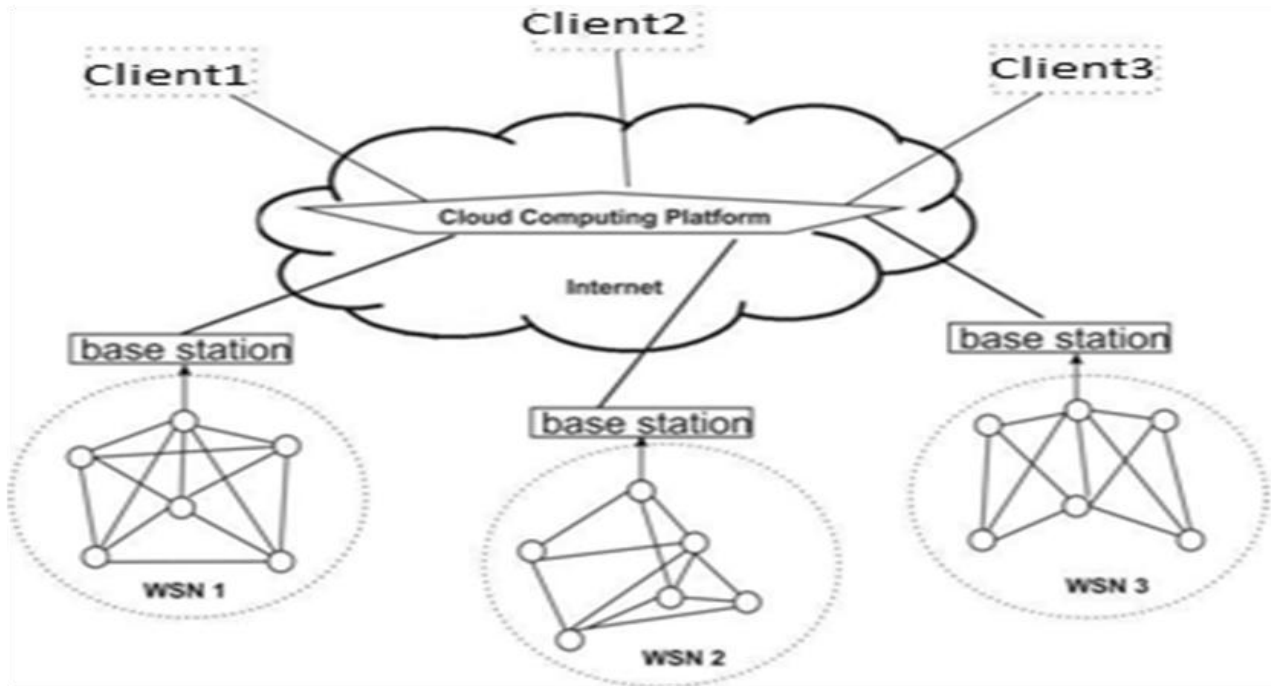 Client2
Client1
Client3
Cloud Computing Platform
Internet
base station
base station
base station
WSN 1
WSN 3
WSN 2